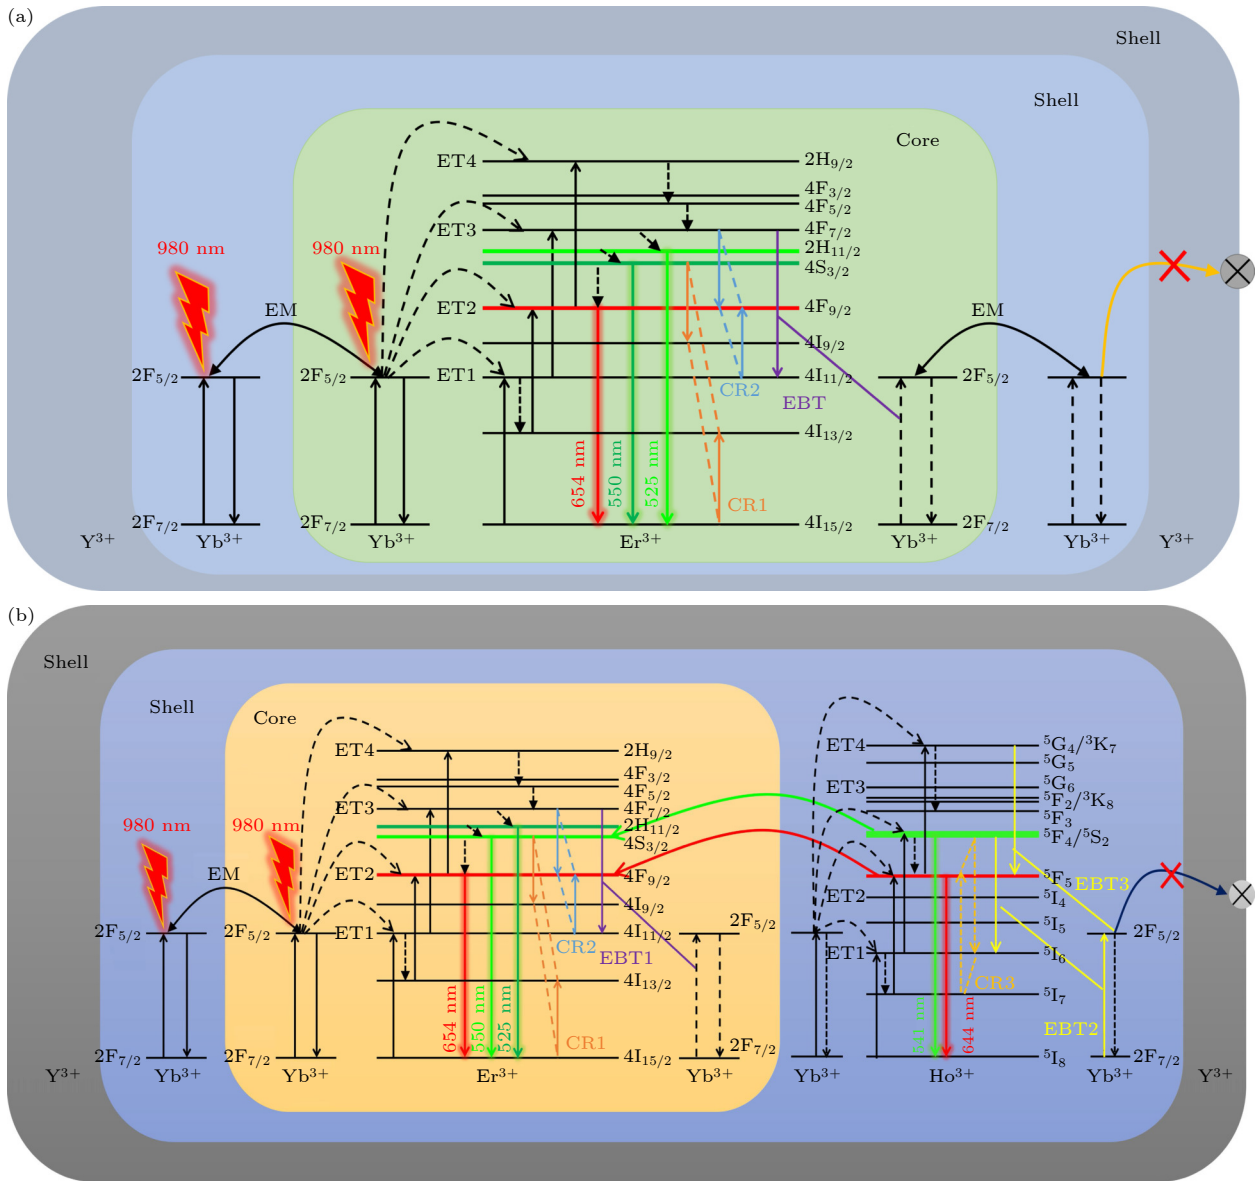 (a)
Shell
Shell
Core
ET4
2H9/2
4F3/2
4F5/2
ET3
4F7/2
2H11/2
980 nm
980 nm
4S3/2
EM
ET2
4F9/2
EM
4I9/2
2F5/2
2F5/2
ET1
4I11/2
2F5/2
CR2
EBT
4I13/2
654 nm
550 nm
525 nm
CR1
2F7/2
2F7/2
4I15/2
2F7/2
Y3+
Yb3+
Yb3+
Er3+
Yb3+
Yb3+
Y3+
(b)
Shell
Shell
Core
ET4
2H9/2
4F3/2
4F5/2
ET3
4F7/2
2H11/2
4S3/2
980 nm
980 nm
EM
ET2
4F9/2
4I9/2
2F5/2
2F5/2
ET1
4I11/2
2F5/2
CR2
EBT1
4I13/2
654 nm
550 nm
525 nm
CR1
2F7/2
2F7/2
4I15/2
2F7/2
ET4
5G4/3K7
5G5
ET3
5G6
5F2/3K8
5F3
5F4/5S2
5F5
EBT3
ET2
5I4
5I5
2F5/2
ET1
5I6
CR3
5I7
541 nm
644 nm
EBT2
5I8
2F7/2
Y3+
Yb3+
Yb3+
Er3+
Yb3+
Yb3+
Ho3+
Yb3+
Y3+